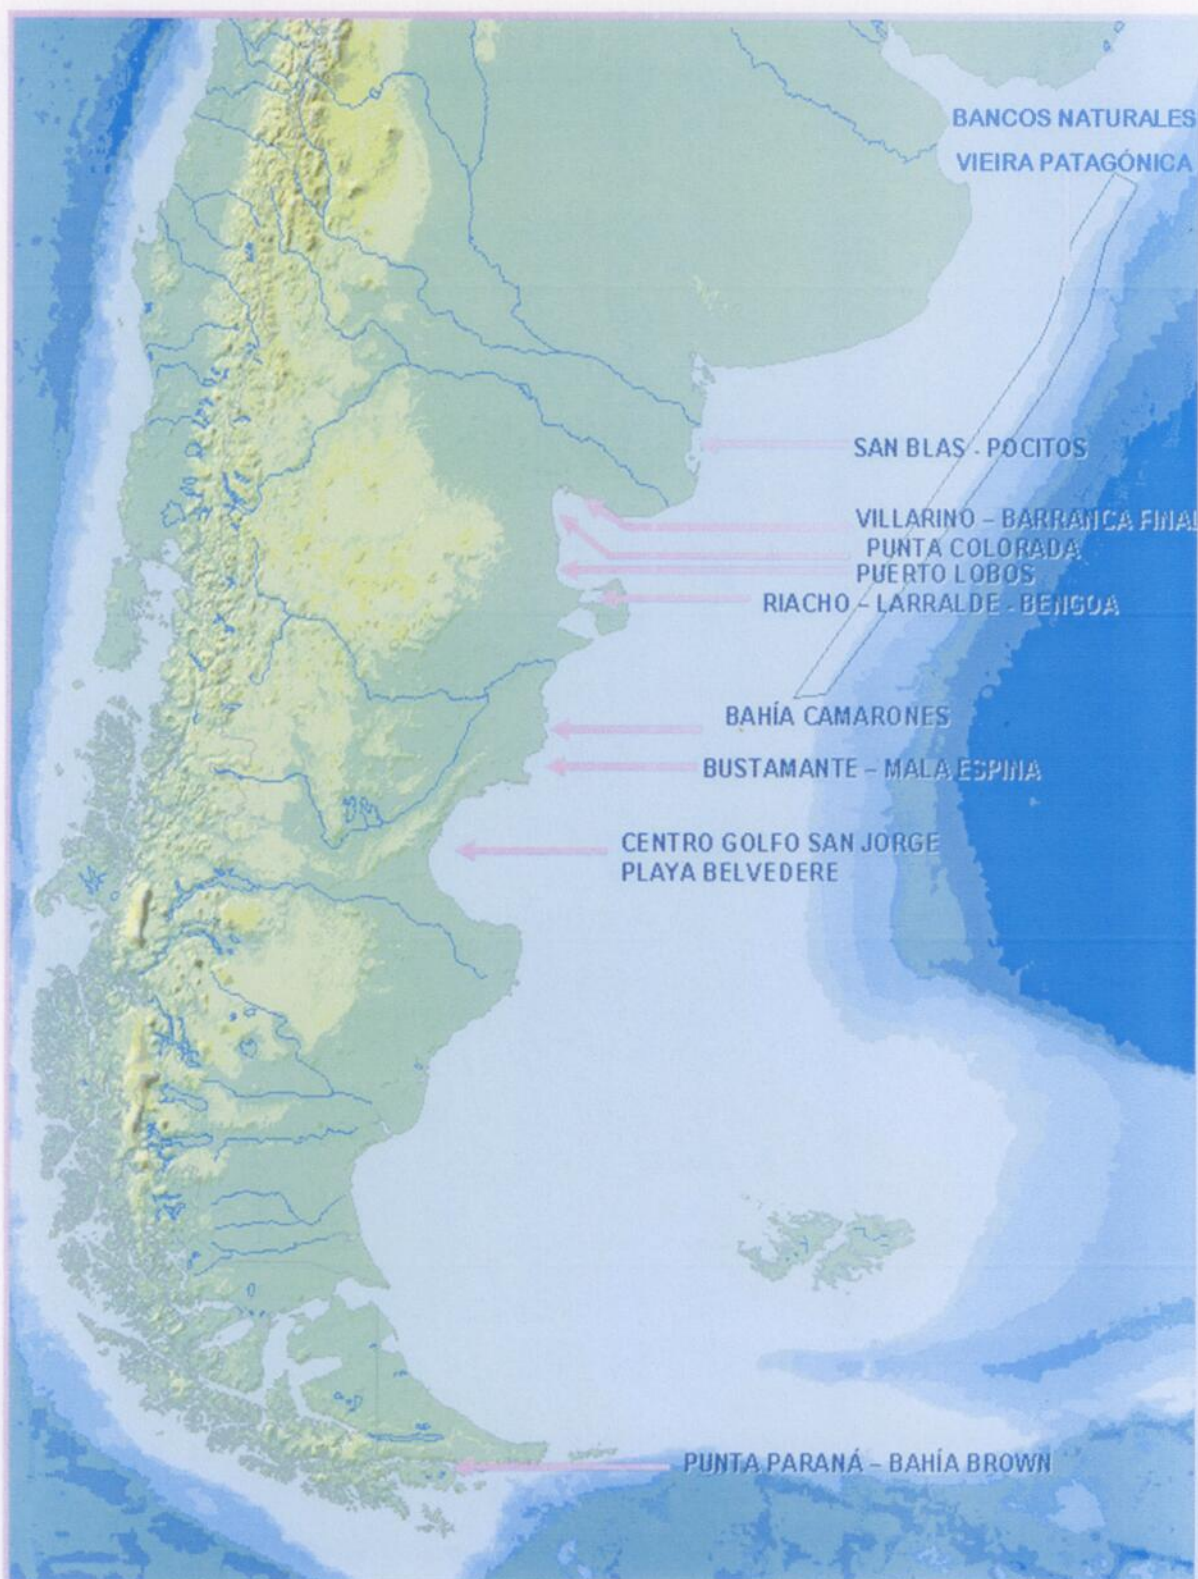 BANCOS NATURALES
VIEIRA PATAGÓNICA
SAN BLAS - POCITOS
VILLARINO – BARRANCA FINAL
PUNTA COLORADA
PUERTO LOBOS
RIACHO – LARRALDE - BENGOA
BAHÍA CAMARONES
BUSTAMANTE – MALA ESPINA
CENTRO GOLFO SAN JORGE
PLAYA BELVEDERE
PUNTA PARANÁ – BAHÍA BROWN